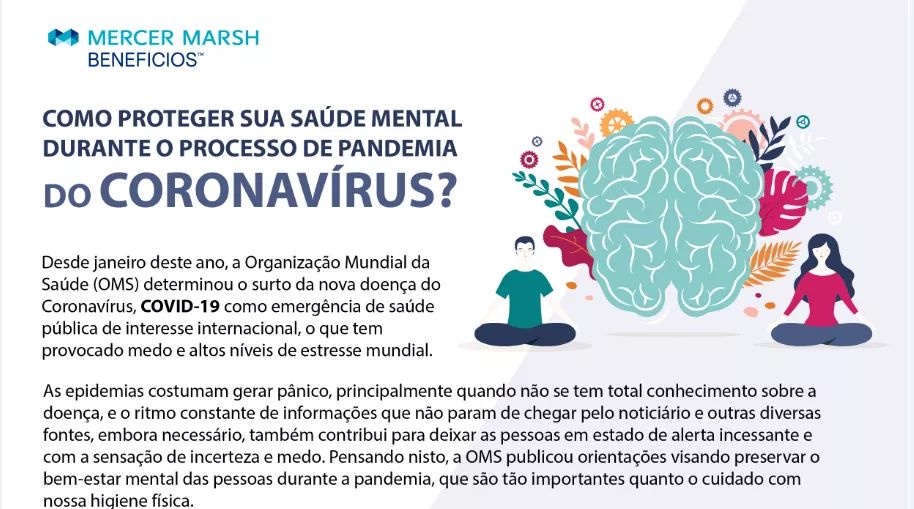 MERCER MARSH
BENEFICIOS™
COMO PROTEGER SUA SAÚDE MENTAL
DURANTE O PROCESSO DE PANDEMIA
DO CORONAVÍRUS?
Desde janeiro deste ano, a Organização Mundial da
Saúde (OMS) determinou o surto da nova doença do
Coronavírus, COVID-19 como emergência de saúde
pública de interesse internacional, o que tem
provocado medo e altos níveis de estresse mundial.
As epidemias costumam gerar pânico, principalmente quando não se tem total conhecimento sobre a
doença, e o ritmo constante de informações que não param de chegar pelo noticiário e outras diversas
fontes, embora necessário, também contribui para deixar as pessoas em estado de alerta incessante e
com a sensação de incerteza e medo. Pensando nisto, a OMS publicou orientações visando preservar o
bem-estar mental das pessoas durante a pandemia, que são tão importantes quanto o cuidado com
nossa higiene física.